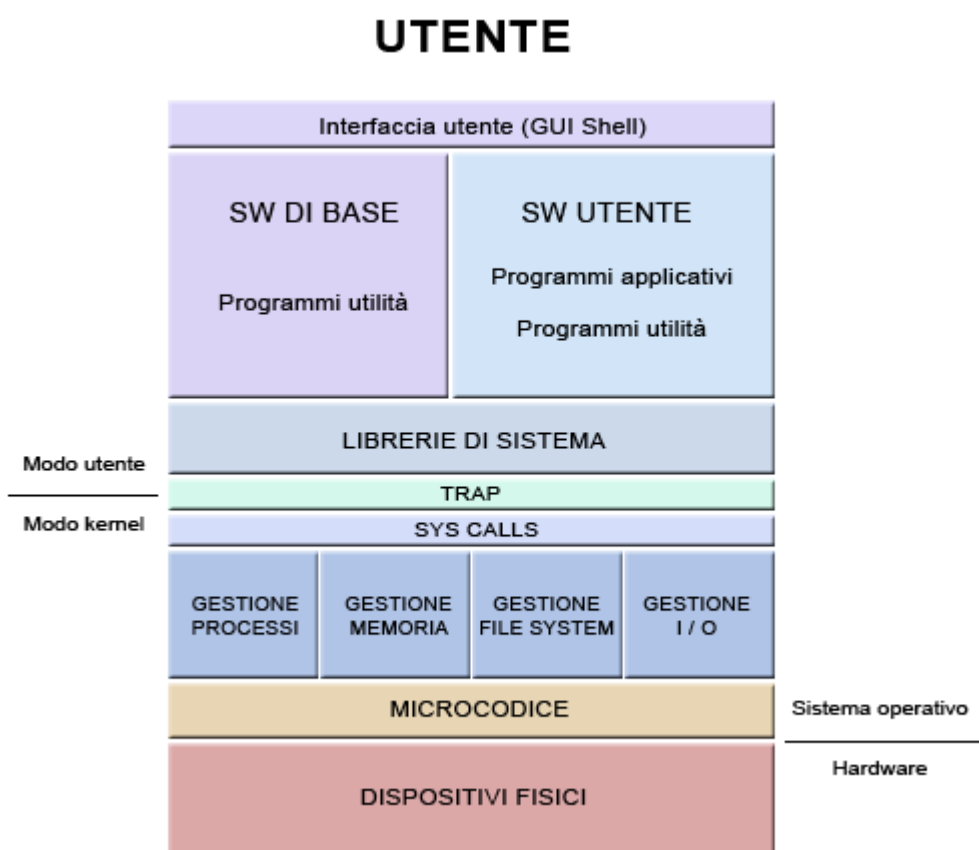 UTENTE
Interfaccia utente (GUI Shell)
SW DI BASE
Programmi utilità
SW UTENTE
Programmi applicativi
Programmi utilità
LIBRERIE DI SISTEMA
Modo utente
TRAP
Modo kernel
SYS CALLS
GESTIONE
PROCESSI
GESTIONE
MEMORIA
GESTIONE
FILE SYSTEM
GESTIONE
I / O
MICROCODICE
Sistema operativo
Hardware
DISPOSITIVI FISICI